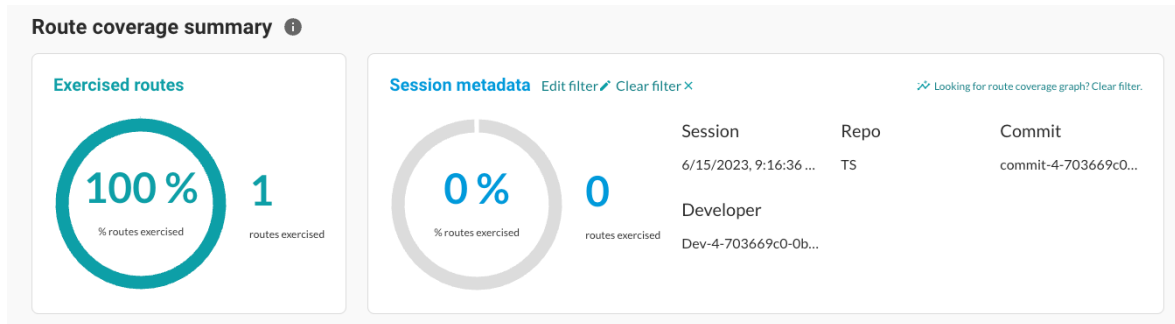 Route coverage summary
Exercised routes
100 %
% routes exercised
1
routes exercised
Session metadata Edit filter Clear filter
Looking for route coverage graph? Clear filter.
0 %
% routes exercised
0
routes exercised
Session Repo Commit
6/15/2023, 9:16:36 ... TS commit-4-703669c0...
Developer
Dev-4-703669c0-0b...